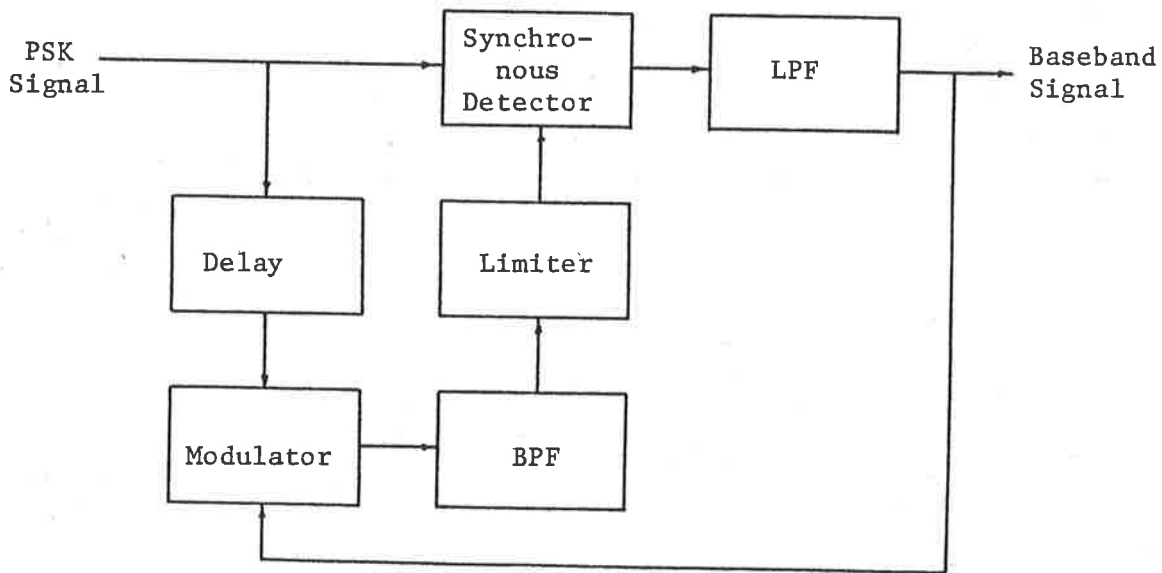 PSK
Signal
Synchro-
nous
Detector
LPF
Baseband
Signal
Delay
Limiter
Modulator
BPF